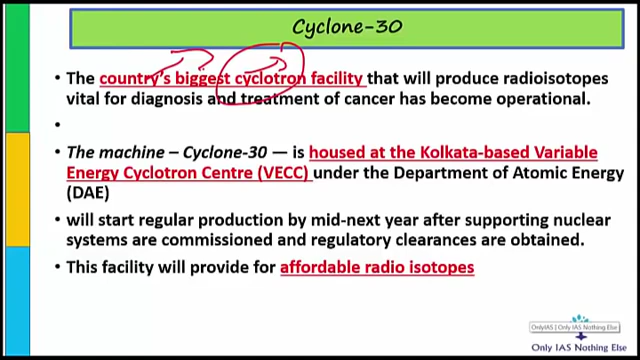 Cyclone-30
• The country's biggest cyclotron facility that will produce radioisotopes
vital for diagnosis and treatment of cancer has become operational.
•
• The machine – Cyclone-30 — is housed at the Kolkata-based Variable
Energy Cyclotron Centre (VECC) under the Department of Atomic Energy
(DAE)
• will start regular production by mid-next year after supporting nuclear
systems are commissioned and regulatory clearances are obtained.
• This facility will provide for affordable radio isotopes
OnlyIAS | Only IAS Nothing Else
Only IAS Nothing Else